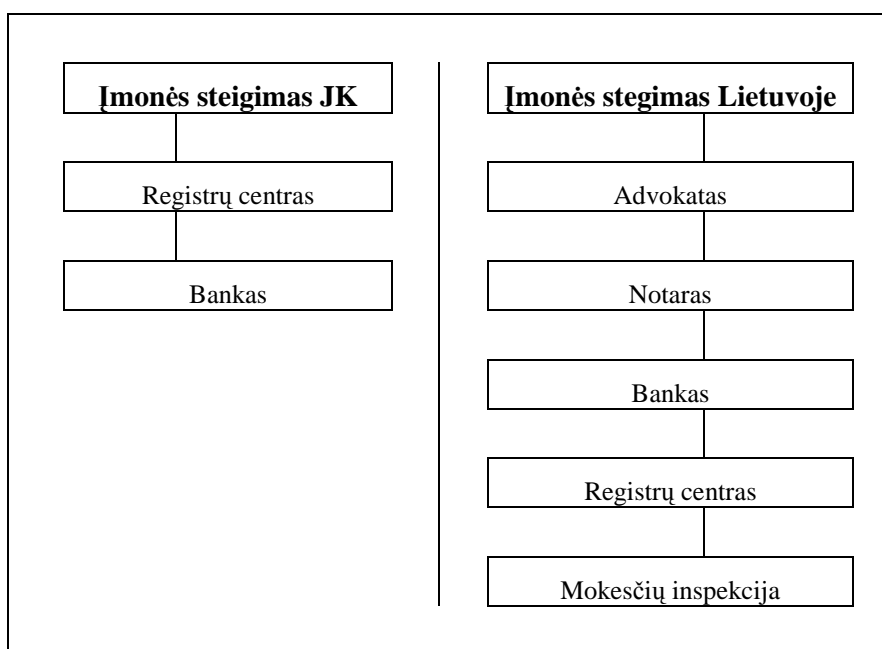 Įmonės steigimas JK
Registrų centras
Bankas
Įmonės stegimas Lietuvoje
Advokatas
Notaras
Bankas
Registrų centras
Mokesčių inspekcija